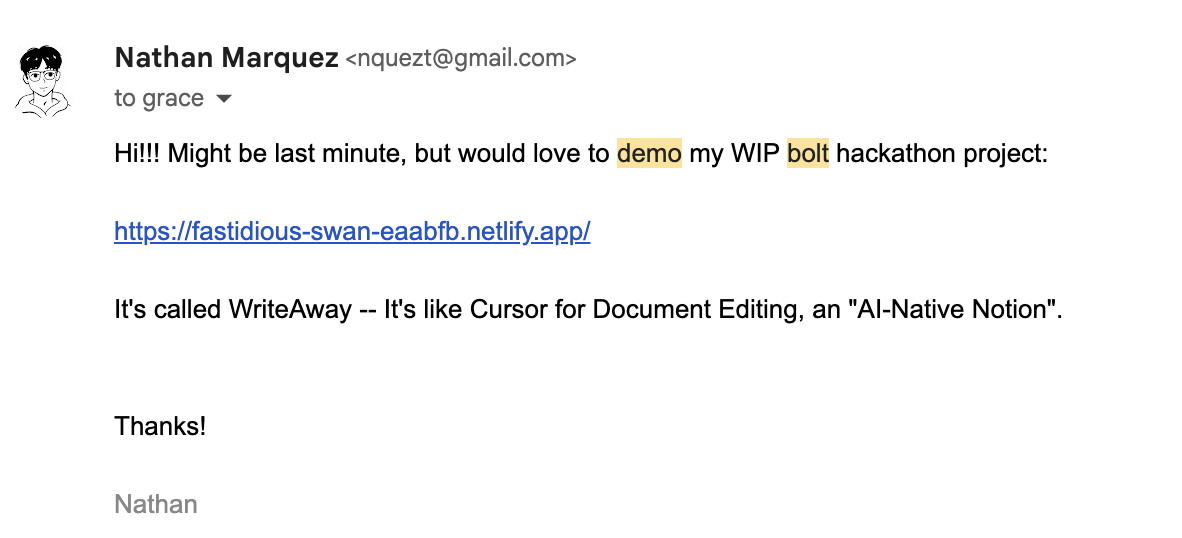 Nathan Marquez <nquezt@gmail.com>
to grace
Hi!!! Might be last minute, but would love to demo my WIP bolt hackathon project:
https://fastidious-swan-eaabfb.netlify.app/
It's called WriteAway -- It's like Cursor for Document Editing, an "AI-Native Notion".
Thanks!
Nathan